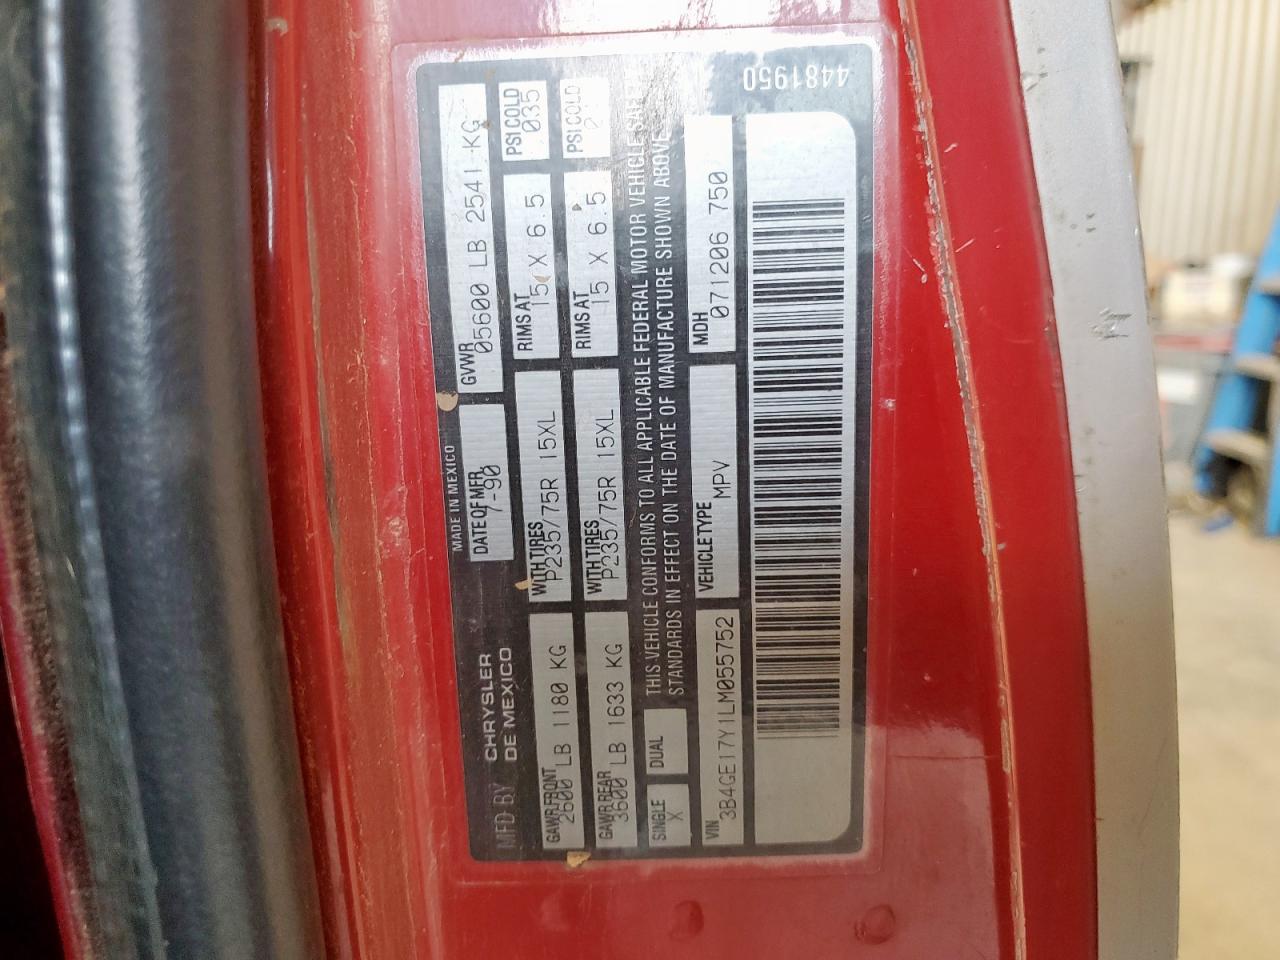 MADE IN MEXICO
MFD BY CHRYSLER
DE MEXICO
DATE OF MFR
7-90
GVWR
05600 LB 2541 KG
GAWR FRONT
2600 LB 1180 KG
WITH TIRES
P235/75R 15XL
RIMS AT
15 X 6.5
PSI COLD
035
GAWR REAR
3600 LB 1633 KG
WITH TIRES
P235/75R 15XL
RIMS AT
15 X 6.5
PSI COLD
SINGLE
X
DUAL
THIS VEHICLE CONFORMS TO ALL APPLICABLE FEDERAL MOTOR VEHICLE
STANDARDS IN EFFECT ON THE DATE OF MANUFACTURE SHOWN ABOVE
VIN
3B4GE17Y1LM055752
VEHICLE TYPE
MPV
MDH
071206 750
4481950